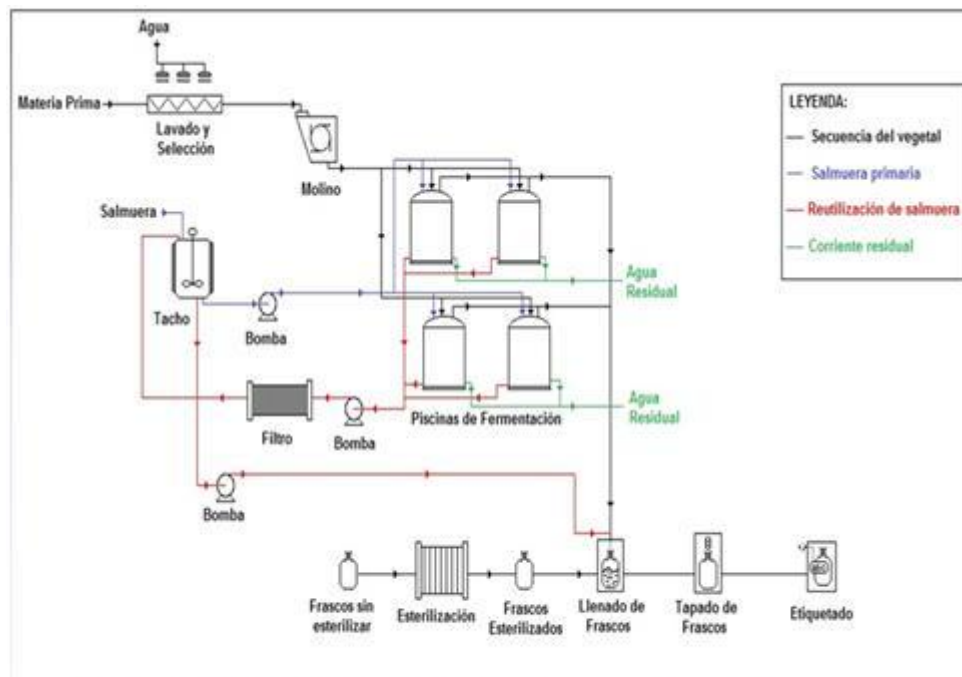 Agua
Materia Prima
Lavado y
Selección
Molino
LEYENDA:
Secuencia del vegetal
Salmuera primaria
Reutilización de salmuera
Corriente residual
Salmuera
Tacho
Bomba
Agua
Residual
Filtro
Bomba
Piscinas de Fermentación
Agua
Residual
Bomba
Frascos sin
esterilizar
Esterilización
Frascos
Esterilizados
Llenado de
Frascos
Tapado de
Frascos
Etiquetado